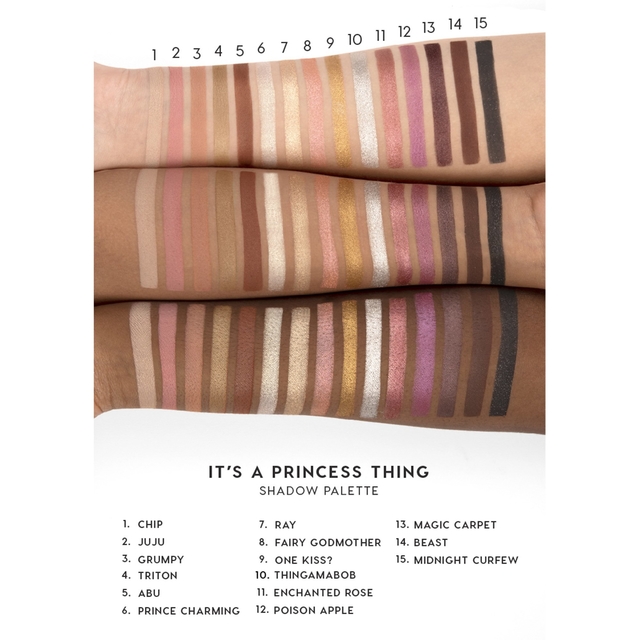 1 2 3 4 5 6 7 8 9 10 11 12 13 14 15
IT'S A PRINCESS THING
SHADOW PALETTE
1. CHIP
2. JUJU
3. GRUMPY
4. TRITON
5. ABU
6. PRINCE CHARMING
7. RAY
8. FAIRY GODMOTHER
9. ONE KISS?
10. THINGAMABOB
11. ENCHANTED ROSE
12. POISON APPLE
13. MAGIC CARPET
14. BEAST
15. MIDNIGHT CURFEW